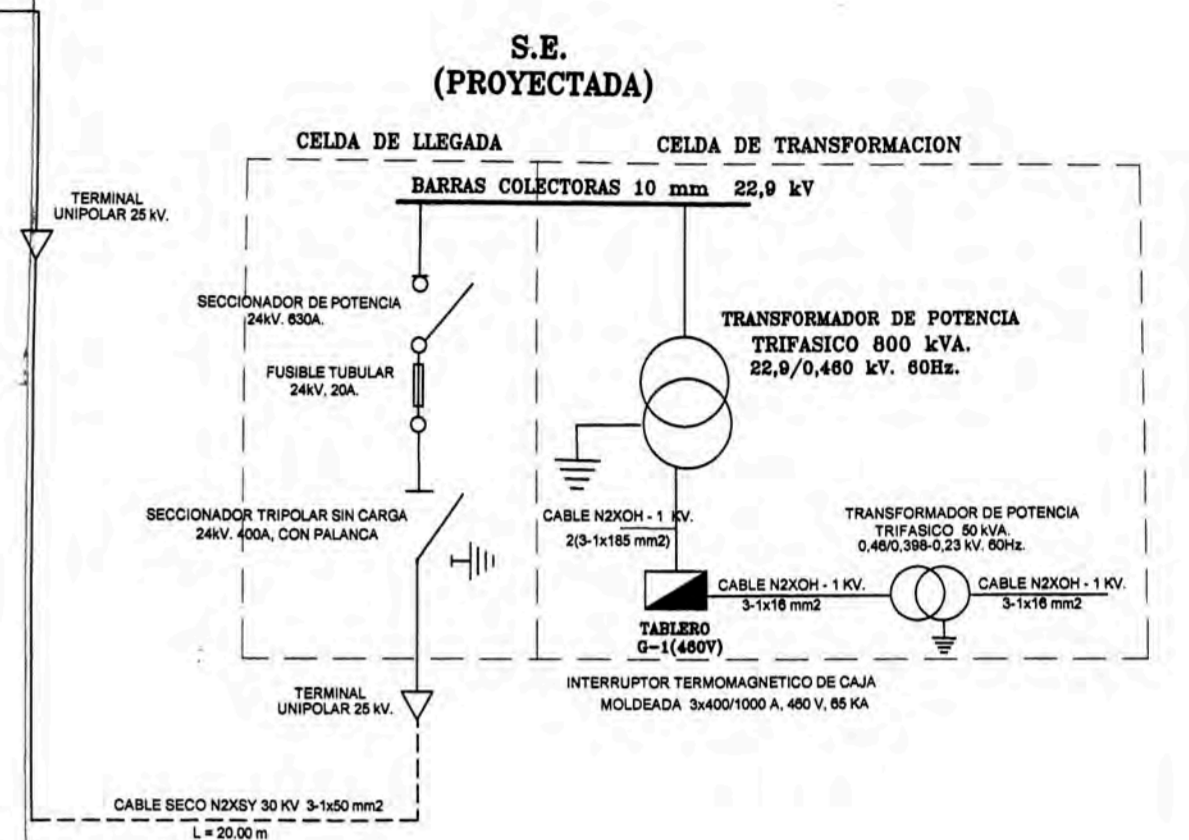 S.E.
(PROYECTADA)
CELDA DE LLEGADA
CELDA DE TRANSFORMACION
BARRAS COLECTORAS 10 mm 22,9 kV
TERMINAL
UNIPOLAR 25 kV.
SECCIONADOR DE POTENCIA
24kV. 630A.
FUSIBLE TUBULAR
24kV, 20A.
TRANSFORMADOR DE POTENCIA
TRIFASICO 800 kVA.
22,9/0,460 kV. 60Hz.
SECCIONADOR TRIPOLAR SIN CARGA
24kV. 400A, CON PALANCA
CABLE N2XOH - 1 KV.
2(3-1x185 mm2)
TRANSFORMADOR DE POTENCIA
TRIFASICO 50 kVA.
0,46/0,398-0,23 kV. 60Hz.
CABLE N2XOH - 1 KV.
3-1x16 mm2
CABLE N2XOH - 1 KV.
3-1x16 mm2
TABLERO
G-1(460V)
INTERRUPTOR TERMOMAGNETICO DE CAJA
MOLDEADA 3x400/1000 A, 460 V, 65 KA
TERMINAL
UNIPOLAR 25 kV.
CABLE SECO N2XSY 30 KV 3-1x50 mm2
L = 20.00 m